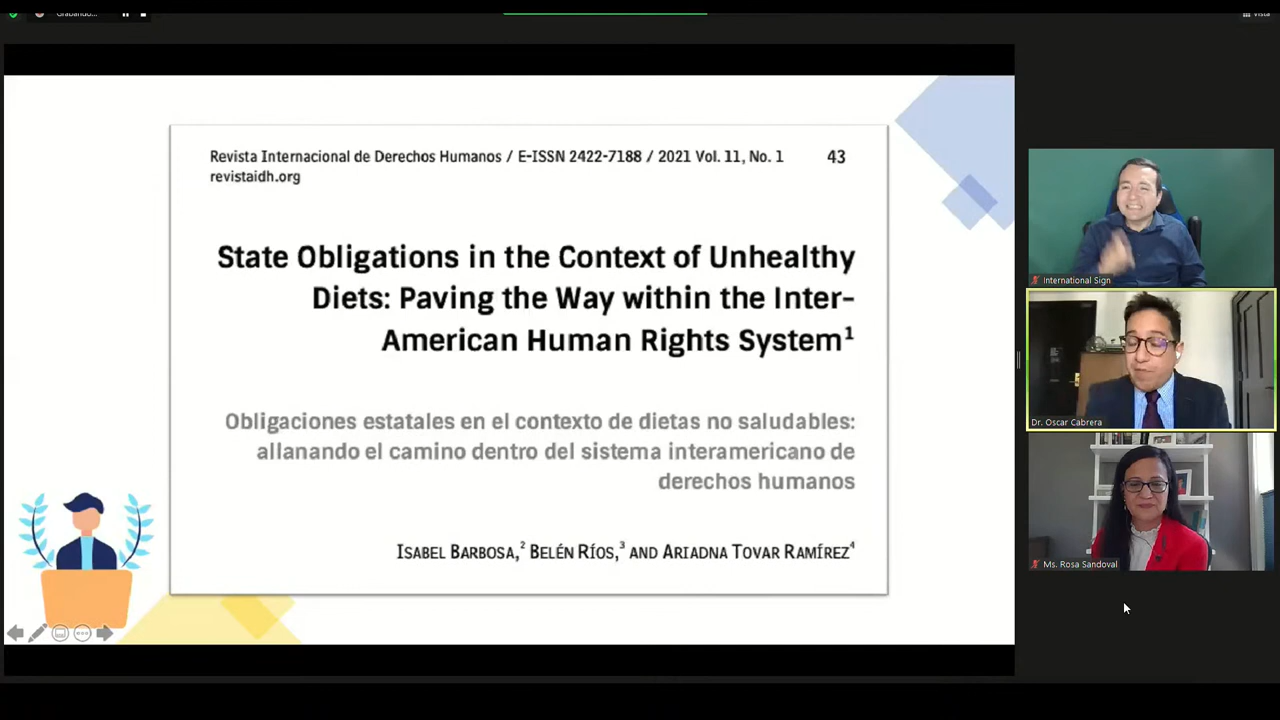 Grabando...
Vista
Revista Internacional de Derechos Humanos / E-ISSN 2422-7188 / 2021 Vol. 11, No. 1 43
revistaidh.org
State Obligations in the Context of Unhealthy
Diets: Paving the Way within the Inter-
American Human Rights System¹
Obligaciones estatales en el contexto de dietas no saludables:
allanando el camino dentro del sistema interamericano de
derechos humanos
ISABEL BARBOSA,² BELÉN RÍOS,³ AND ARIADNA TOVAR RAMÍREZ⁴
International Sign
Dr. Oscar Cabrera
Ms. Rosa Sandoval